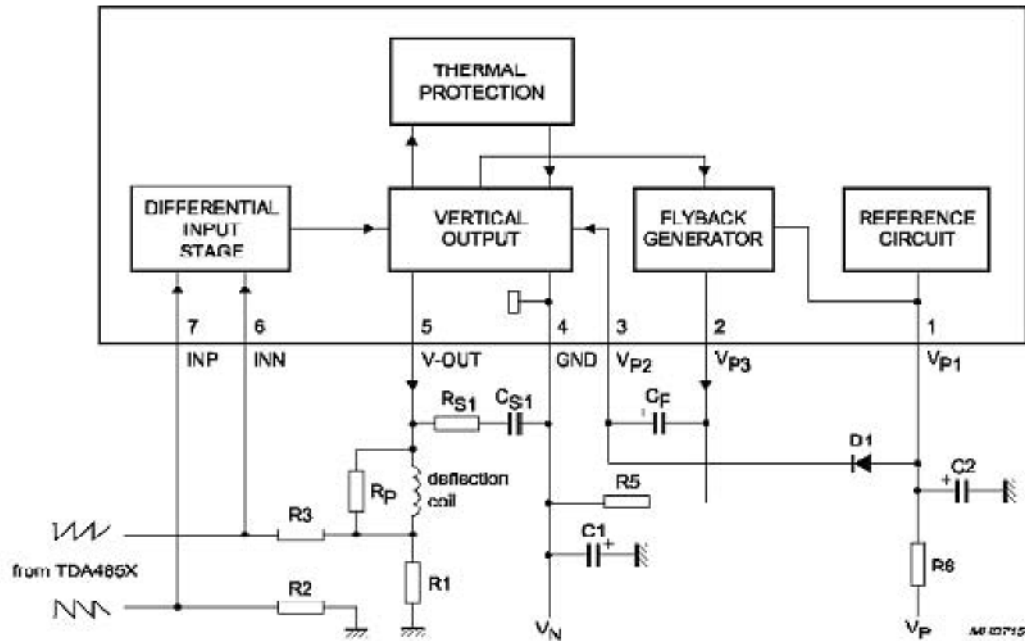 THERMAL
PROTECTION
DIFFERENTIAL
INPUT
STAGE
VERTICAL
OUTPUT
FLYBACK
GENERATOR
REFERENCE
CIRCUIT
7
6
5
4
3
2
1
INP
INN
V-OUT
GND
VP2
VP3
VP1
RS1
CS1
CF
D1
C2
RP
deflection
coil
R5
R3
C1
from TDA485X
R1
R6
R2
VN
VP